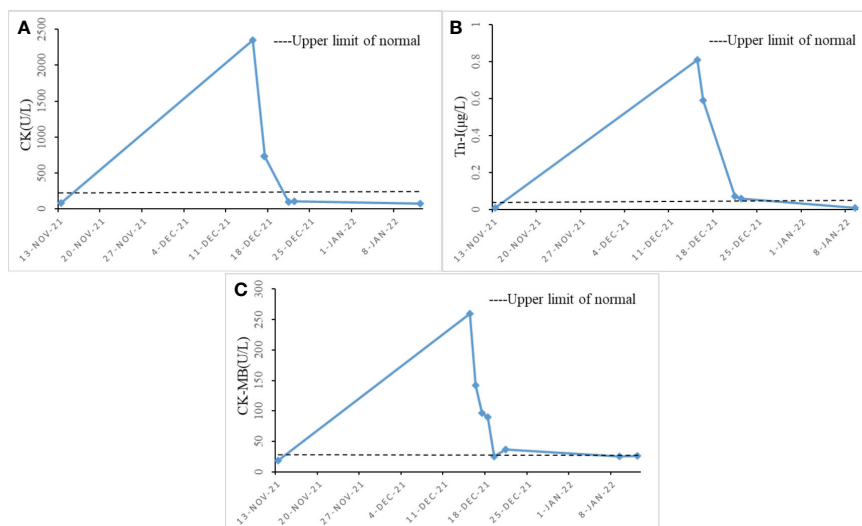 A
CK(U/L)
2500
2000
1500
1000
500
0
----Upper limit of normal
13-NOV-21
20-NOV-21
27-NOV-21
4-DEC-21
11-DEC-21
18-DEC-21
25-DEC-21
1-JAN-22
8-JAN-22
B
Tn-I(μg/L)
1
0.8
0.6
0.4
0.2
0
----Upper limit of normal
13-NOV-21
20-NOV-21
27-NOV-21
4-DEC-21
11-DEC-21
18-DEC-21
25-DEC-21
1-JAN-22
8-JAN-22
C
CK-MB(U/L)
300
250
200
150
100
50
0
----Upper limit of normal
13-NOV-21
20-NOV-21
27-NOV-21
4-DEC-21
11-DEC-21
18-DEC-21
25-DEC-21
1-JAN-22
8-JAN-22